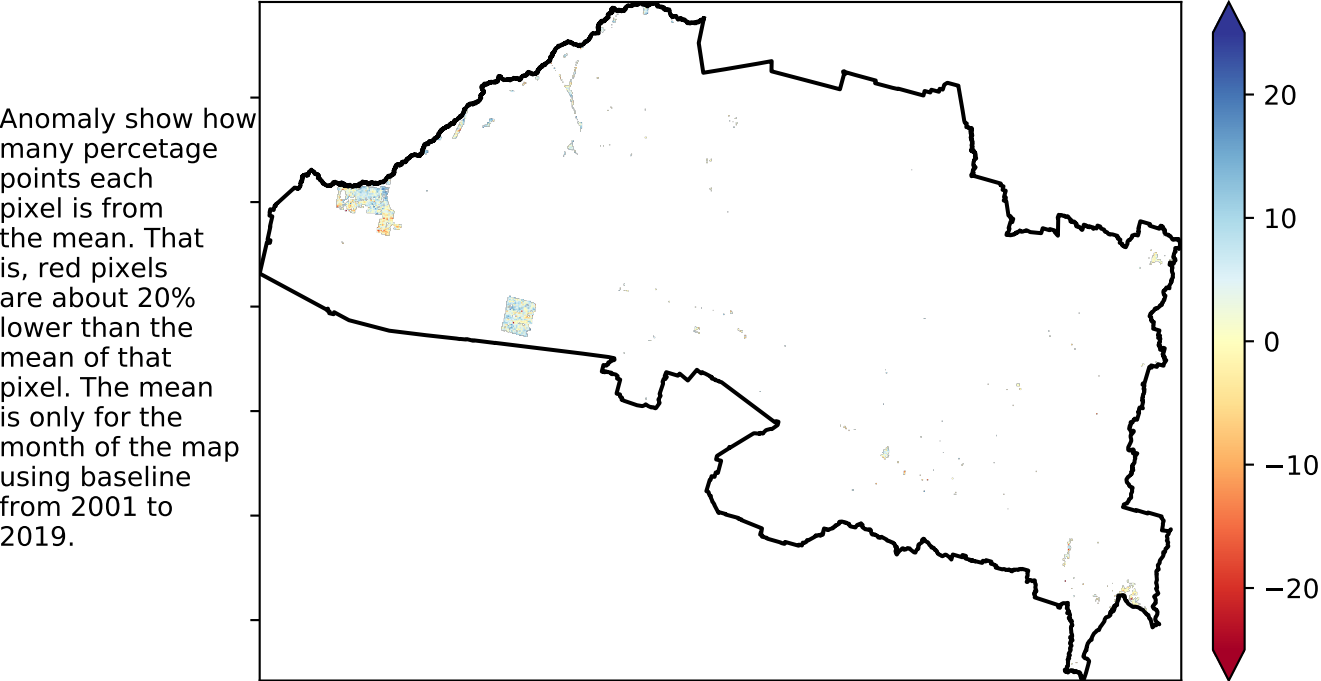 Anomaly show how
many percetage
points each
pixel is from
the mean. That
is, red pixels
are about 20%
lower than the
mean of that
pixel. The mean
is only for the
month of the map
using baseline
from 2001 to
2019.
20
10
0
−10
−20